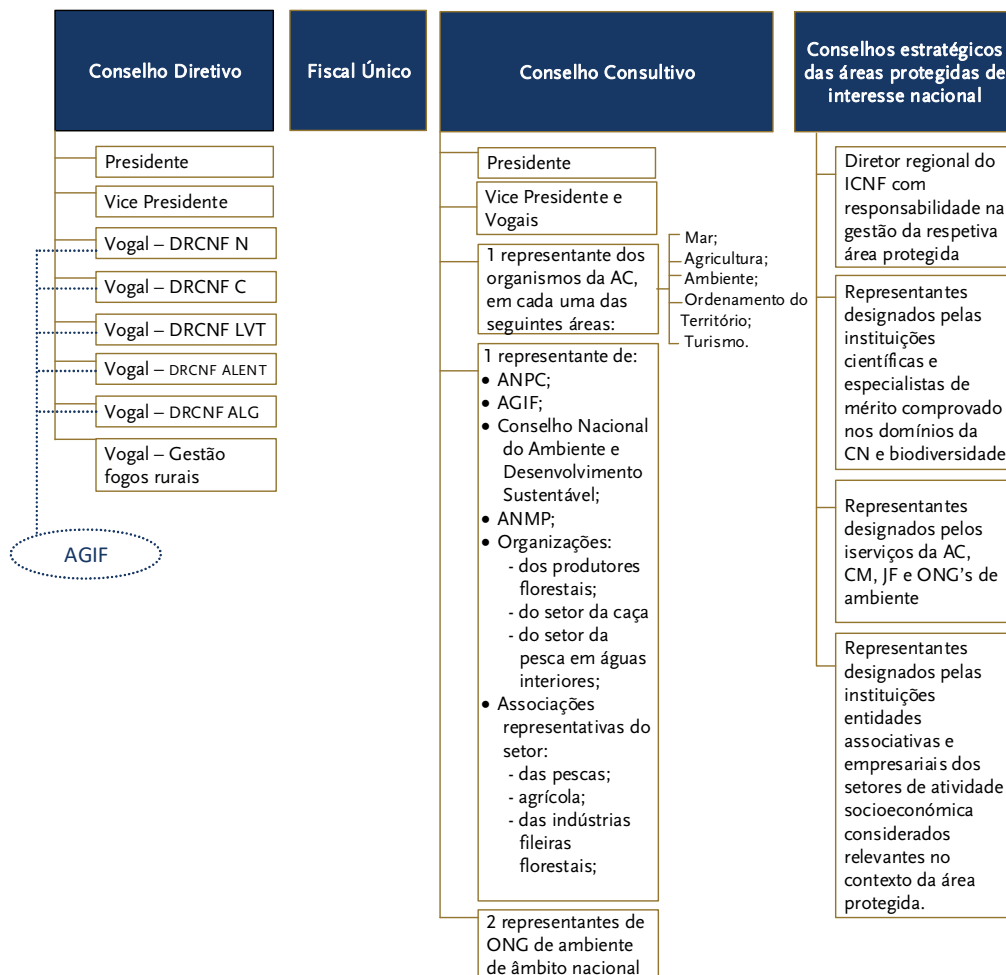 Conselho Diretivo
Presidente
Vice Presidente
Vogal – DRCNF N
Vogal – DRCNF C
Vogal – DRCNF LVT
Vogal – DRCNF ALENT
Vogal – DRCNF ALG
Vogal – Gestão
fogos rurais
AGIF
Fiscal Único
Conselho Consultivo
Presidente
Vice Presidente e
Vogais
1 representante dos
organismos da AC,
em cada uma das
seguintes áreas:
Mar;
Agricultura;
Ambiente;
Ordenamento do
Território;
Turismo.
1 representante de:
• ANPC;
• AGIF;
• Conselho Nacional
do Ambiente e
Desenvolvimento
Sustentável;
• ANMP;
• Organizações:
- dos produtores
florestais;
- do setor da caça
- do setor da
pesca em águas
interiores;
• Associações
representativas do
setor:
- das pescas;
- agrícola;
- das indústrias
fileiras
florestais;
2 representantes de
ONG de ambiente
de âmbito nacional
Conselhos estratégicos
das áreas protegidas de
interesse nacional
Diretor regional do
ICNF com
responsabilidade na
gestão da respetiva
área protegida
Representantes
designados pelas
instituições
científicas e
especialistas de
mérito comprovado
nos domínios da
CN e biodiversidade
Representantes
designados pelos
iserviços da AC,
CM, JF e ONG's de
ambiente
Representantes
designados pelas
instituições
entidades
associativas e
empresariais dos
setores de atividade
socioeconómica
considerados
relevantes no
contexto da área
protegida.